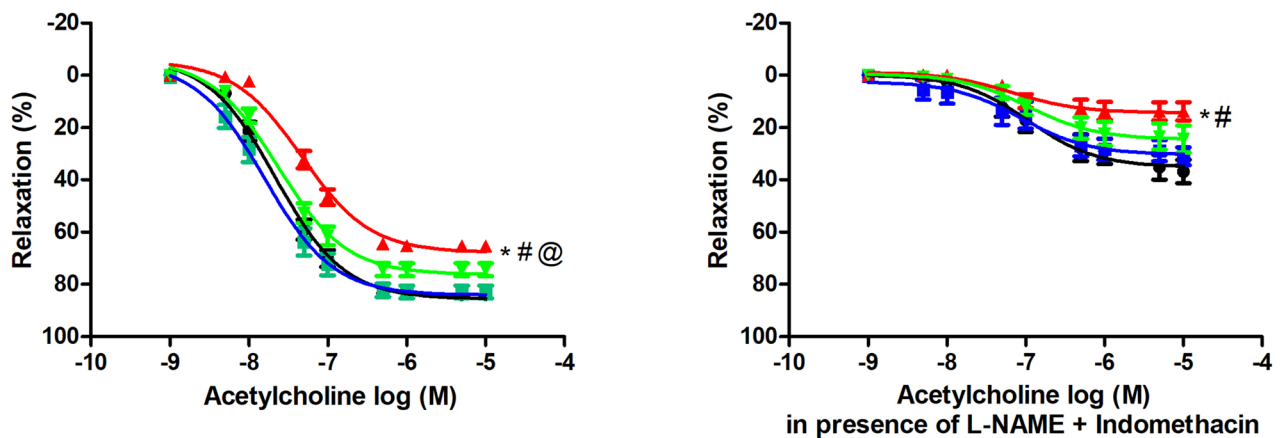 -20
0
20
40
60
80
100
Relaxation (%)
-10 -9 -8 -7 -6 -5 -4
Acetylcholine log (M)
* # @
-20
0
20
40
60
80
100
Relaxation (%)
-10 -9 -8 -7 -6 -5 -4
Acetylcholine log (M)
in presence of L-NAME + Indomethacin
* #